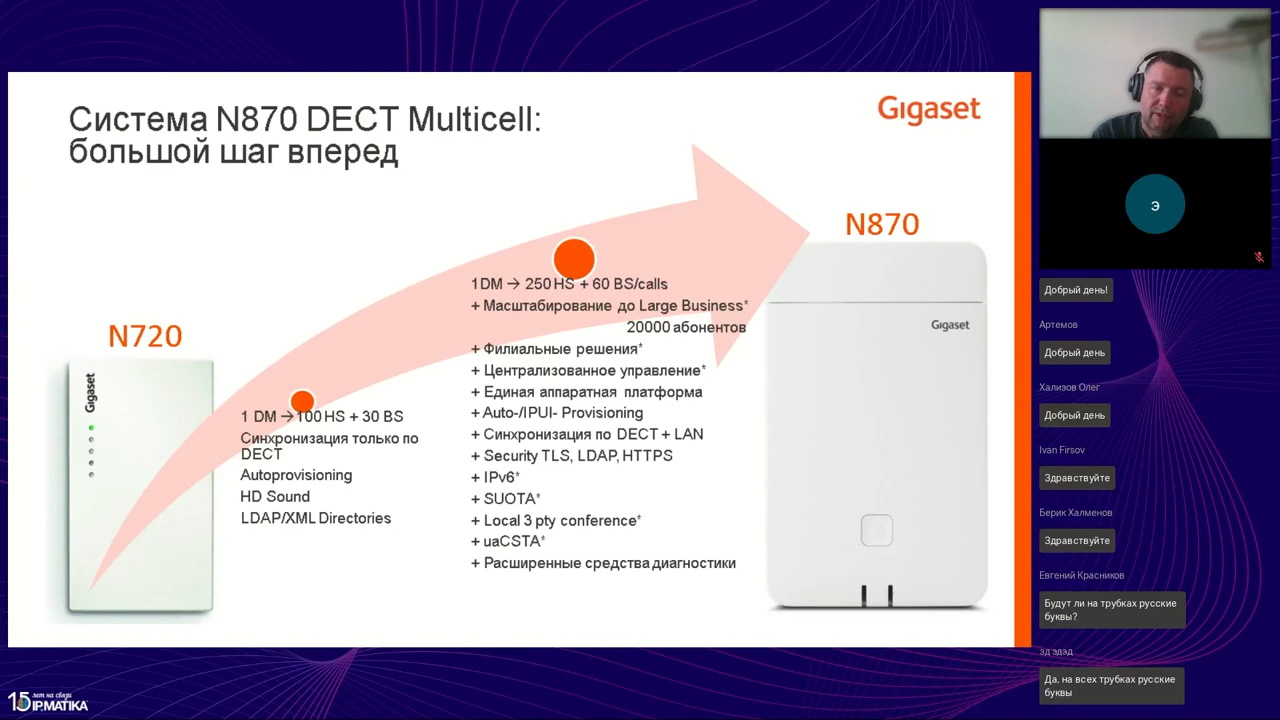 Система N870 DECT Multicell:
большой шаг вперед
Gigaset
N720
Gigaset
1 DM → 100 HS + 30 BS
Синхронизация только по
DECT
Autoprovisioning
HD Sound
LDAP/XML Directories
1DM → 250 HS + 60 BS/calls
+ Масштабирование до Large Business*
20000 абонентов
+ Филиальные решения*
+ Централизованное управление*
+ Единая аппаратная платформа
+ Auto-/IPUI- Provisioning
+ Синхронизация по DECT + LAN
+ Security TLS, LDAP, HTTPS
+ IPv6*
+ SUOTA*
+ Local 3 pty conference*
+ uaCSTA*
+ Расширенные средства диагностики
N870
Gigaset
15 лет на связи
IPMATIKA
э
Добрый день!
Артемов
Добрый день
Хализов Олег
Добрый день
Ivan Firsov
Здравствуйте
Берик Халменов
Здравствуйте
Евгений Красников
Будут ли на трубках русские
буквы?
эд эдэд
Да, на всех трубках русские
буквы